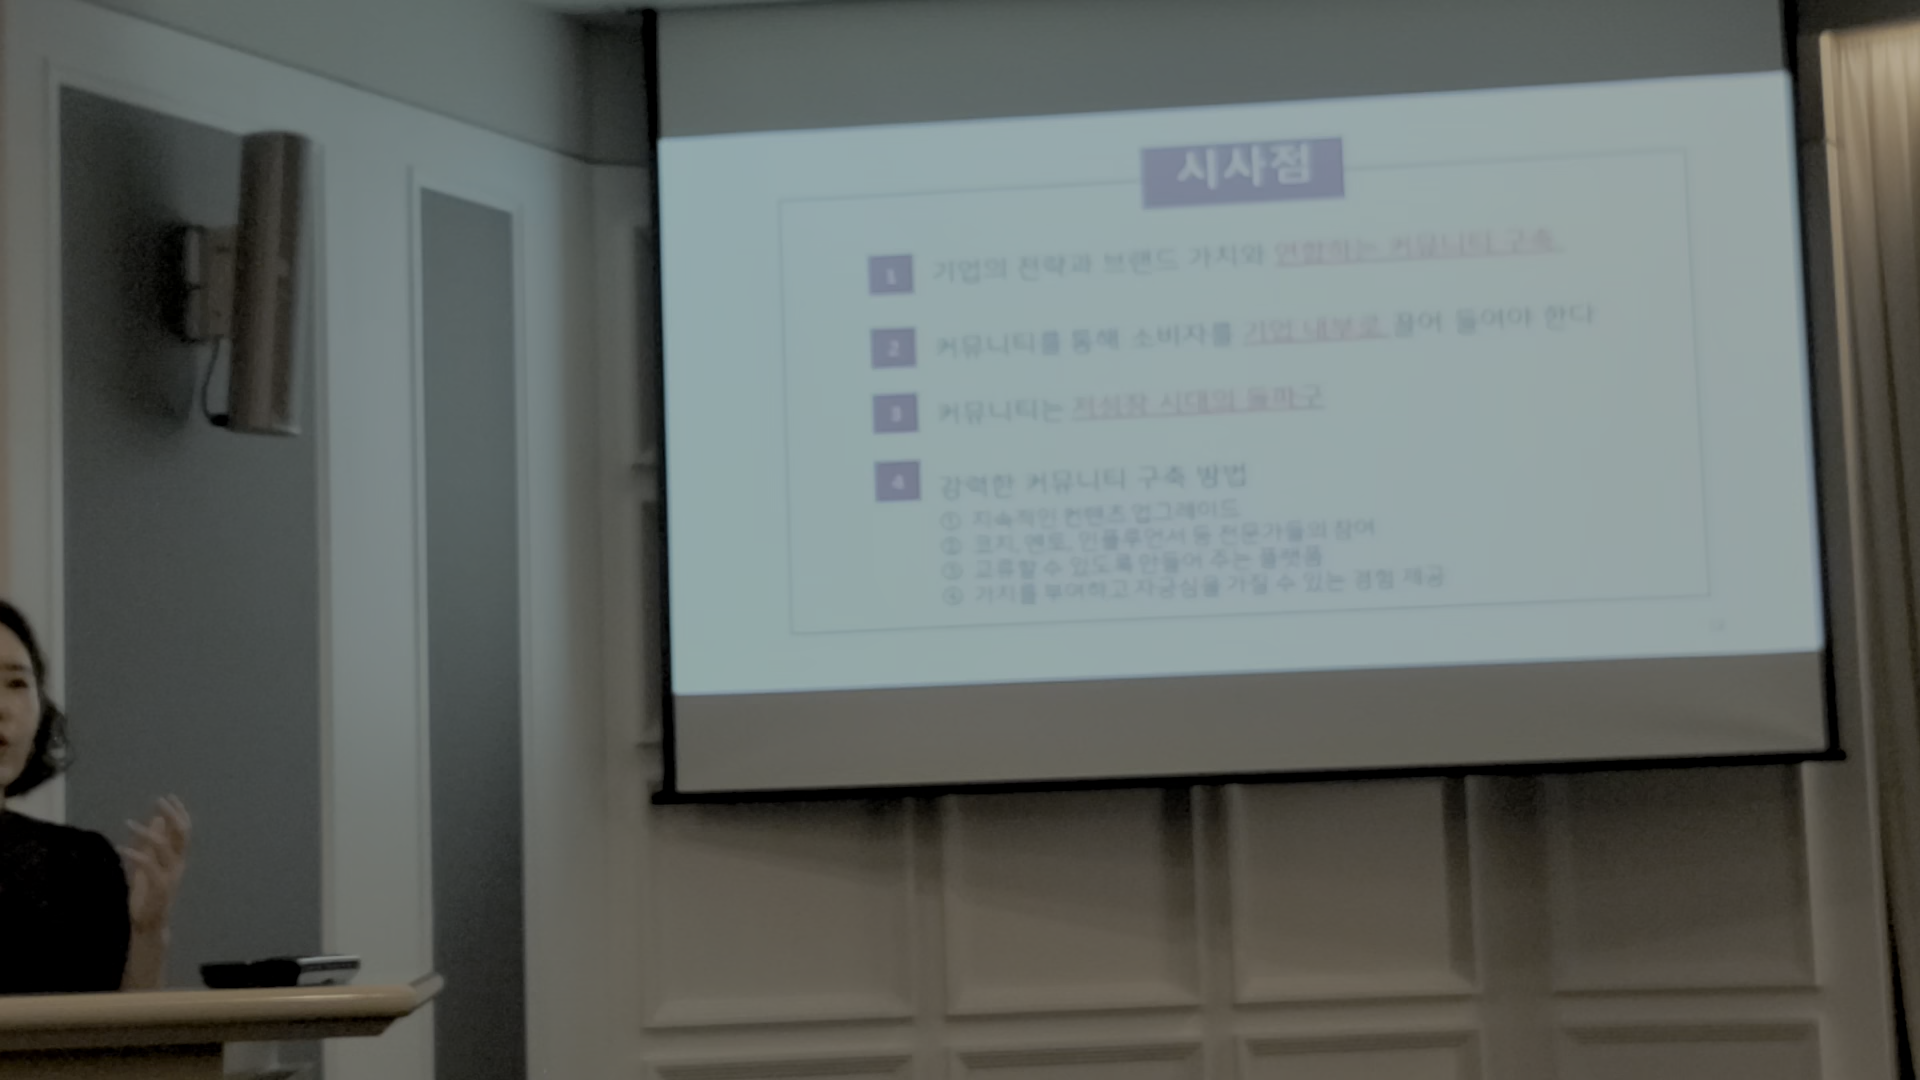 시사점
1 기업의 전략과 브랜드 가치와 연합하는 커뮤니티 구축
2 커뮤니티를 통해 소비자를 기업 내부로 끌어 들여야 한다
3 커뮤니티는 저성장 시대의 돌파구
4 강력한 커뮤니티 구축 방법
① 지속적인 컨텐츠 업그레이드
② 코치, 멘토, 인플루언서 등 전문가들의 참여
③ 교류할 수 있도록 만들어 주는 플랫폼
④ 가치를 부여하고 자긍심을 가질 수 있는 경험 제공